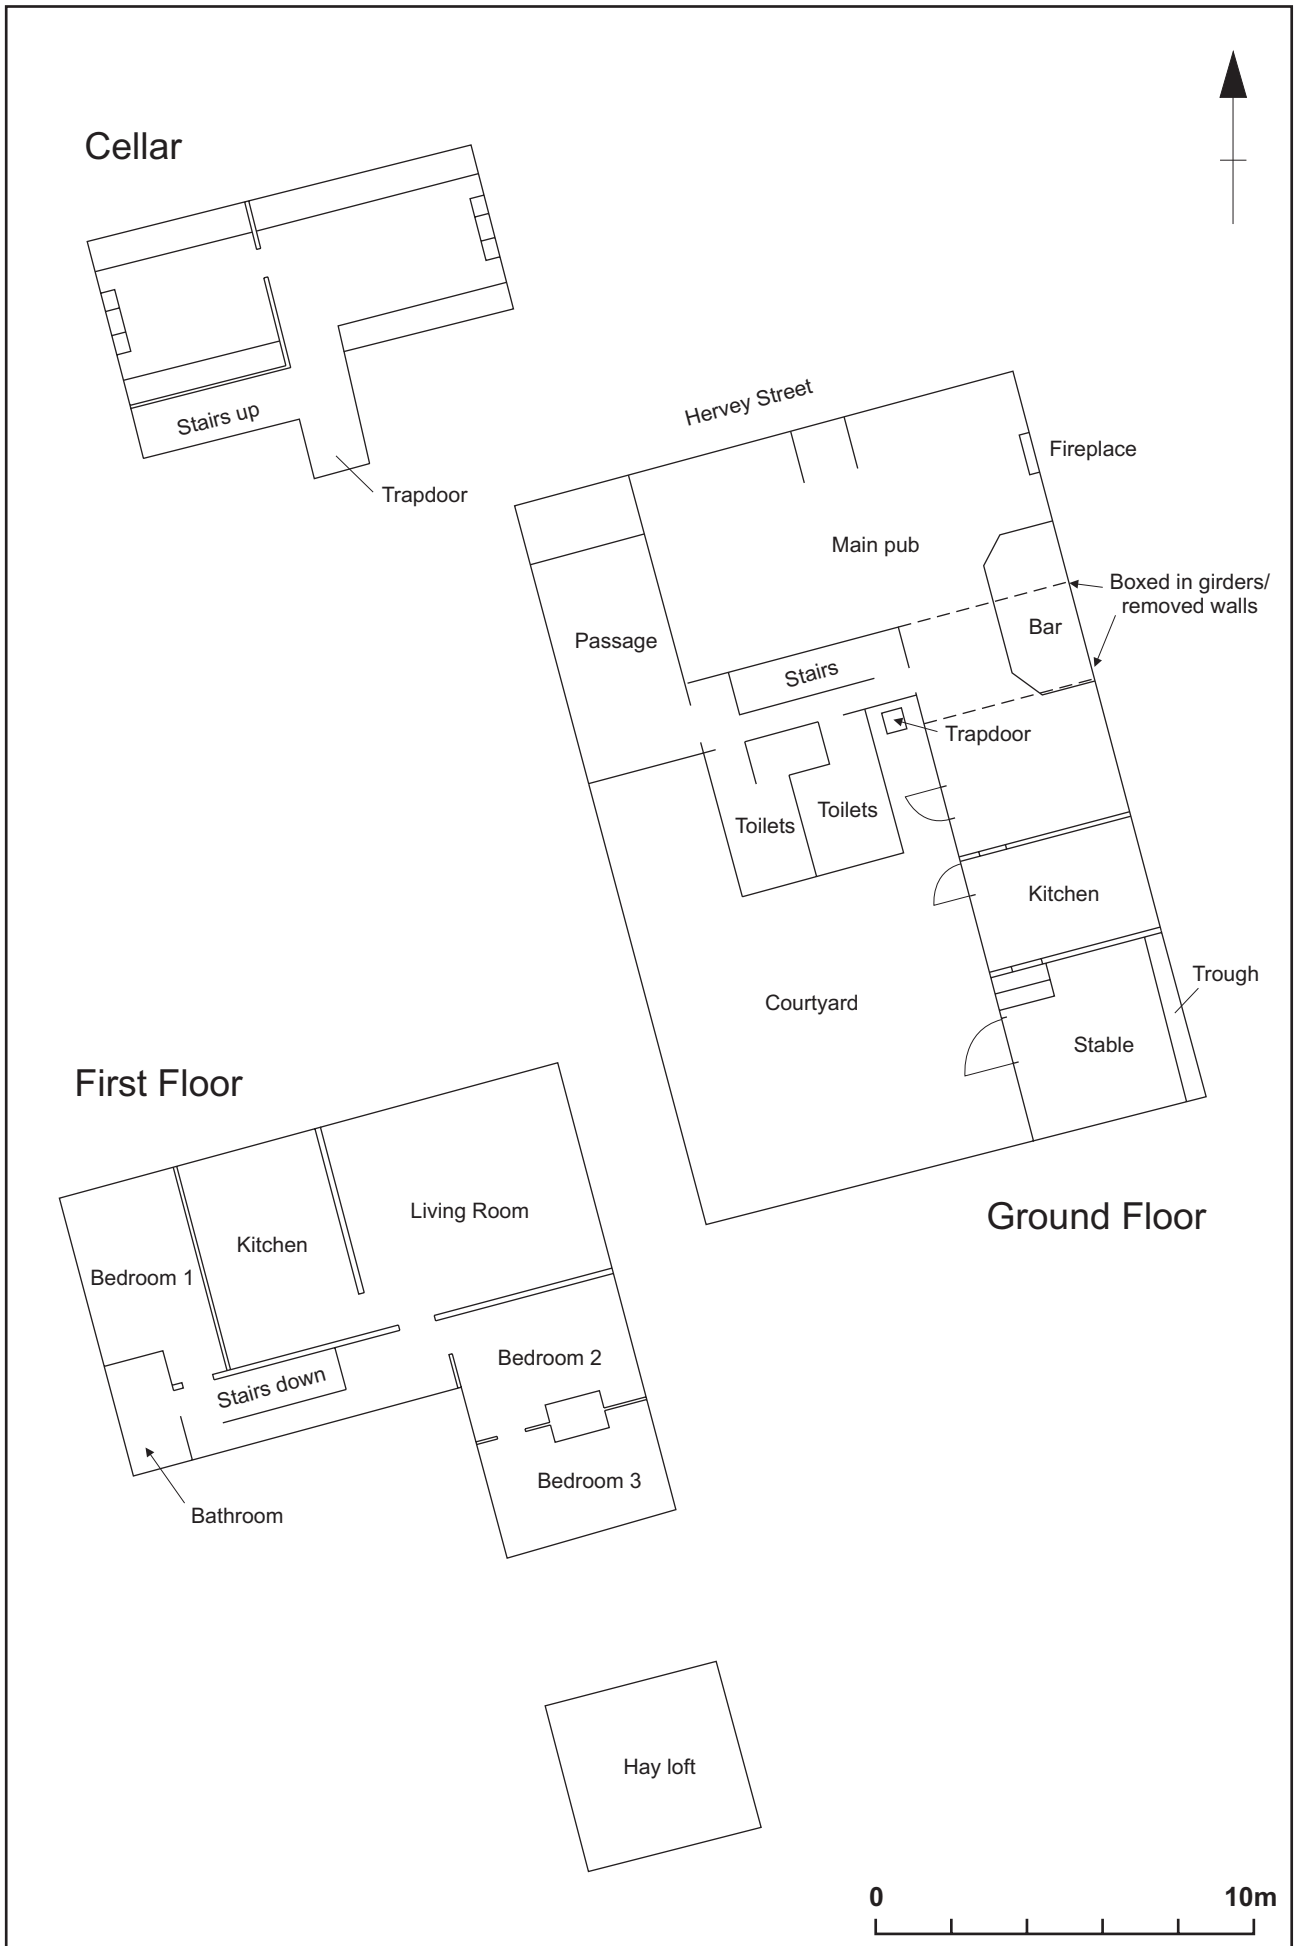 Cellar
Stairs up
Trapdoor
Hervey Street
Fireplace
Main pub
Boxed in girders/
removed walls
Bar
Passage
Stairs
Trapdoor
Toilets
Toilets
Kitchen
Trough
Courtyard
Stable
Ground Floor
First Floor
Living Room
Kitchen
Bedroom 1
Bedroom 2
Stairs down
Bedroom 3
Bathroom
Hay loft
0
10m